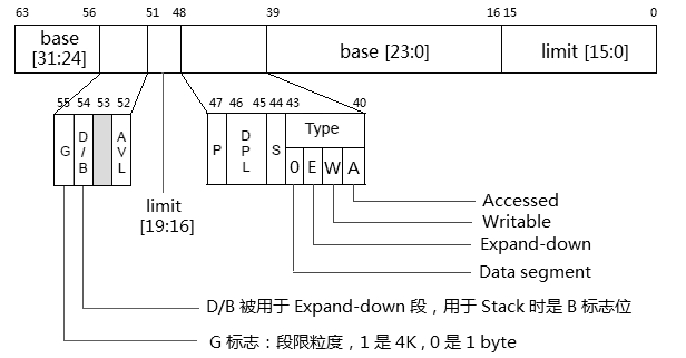 63 56 51 48 39 16 15 0
base [31:24] base [23:0] limit [15:0]
55 54 53 52 47 46 45 44 43 40
G D/B AVL P DPL S Type
0 E W A
limit [19:16]
Accessed
Writable
Expand-down
Data segment
D/B 被用于 Expand-down 段，用于 Stack 时是 B 标志位
G 标志：段限粒度，1 是 4K , 0 是 1 byte